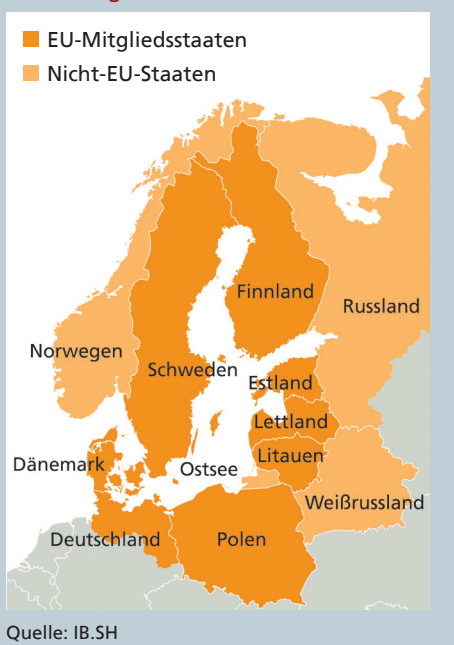 EU-Mitgliedsstaaten
Nicht-EU-Staaten
Finnland
Russland
Norwegen
Schweden
Estland
Lettland
Litauen
Dänemark
Ostsee
Weißrussland
Deutschland
Polen
Quelle: IB.SH